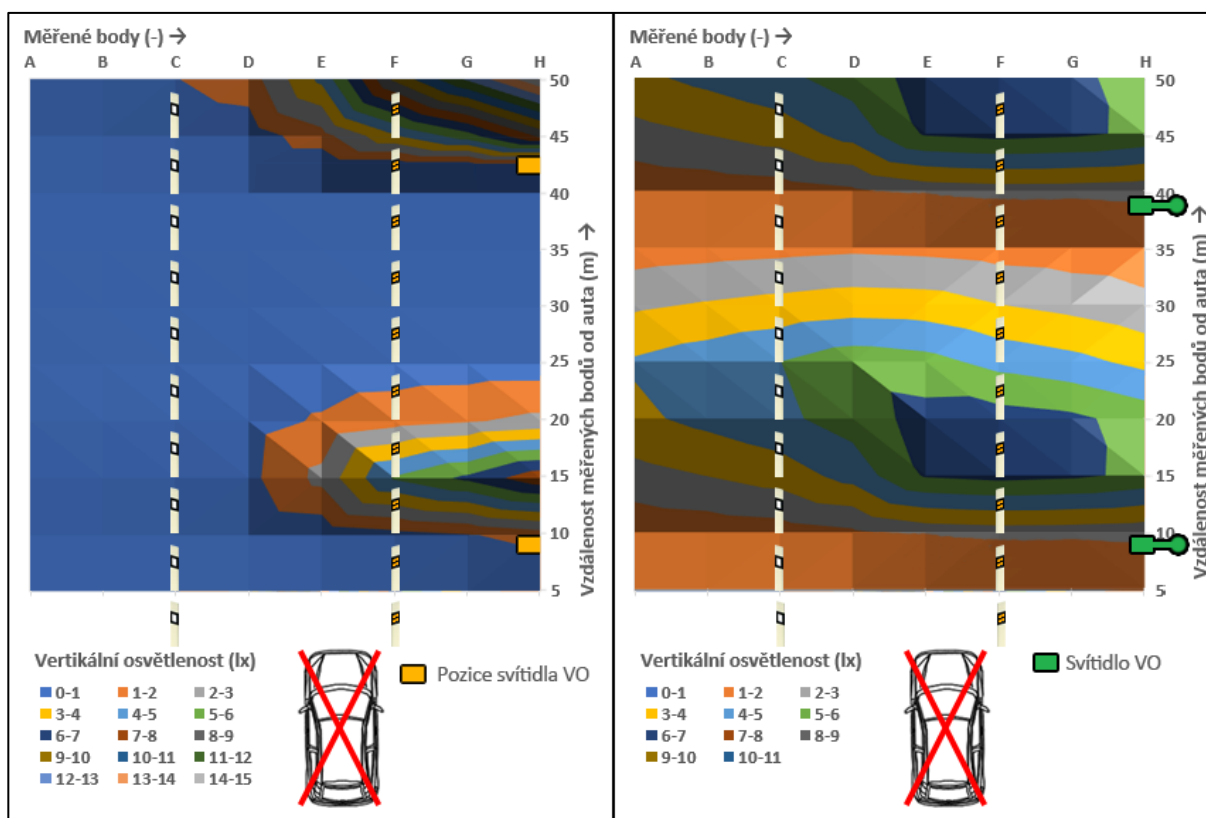 Měřené body (-) →
A B C D E F G H
50
45
40
35
30
25
20
15
10
5
Vzdálenost měřených bodů od auta (m) →
Vertikální osvětlenost (lx)
0-1 1-2 2-3
3-4 4-5 5-6
6-7 7-8 8-9
9-10 10-11 11-12
12-13 13-14 14-15
Pozice svítidla VO
Měřené body (-) →
A B C D E F G H
50
45
40
35
30
25
20
15
10
5
Vzdálenost měřených bodů od auta (m) →
Vertikální osvětlenost (lx)
0-1 1-2 2-3
3-4 4-5 5-6
6-7 7-8 8-9
9-10 10-11
Svítidlo VO